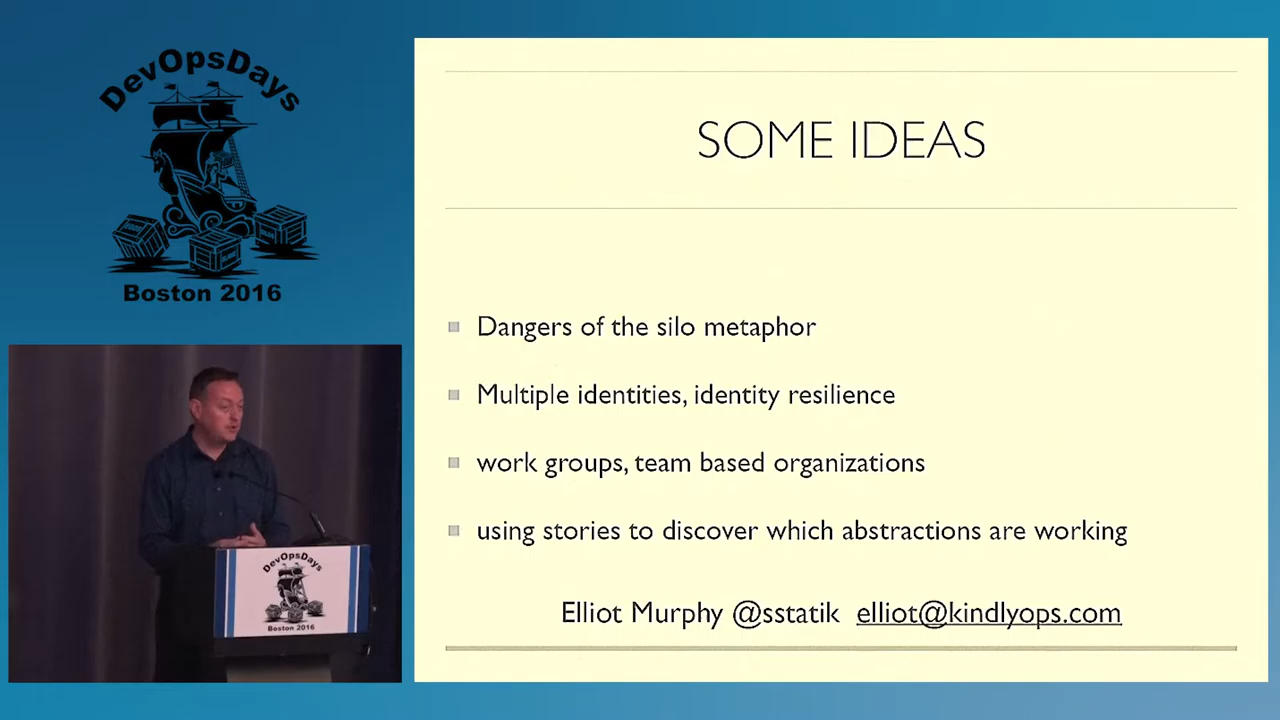 DevOpsDays
Boston 2016
SOME IDEAS
Dangers of the silo metaphor
Multiple identities, identity resilience
work groups, team based organizations
using stories to discover which abstractions are working
Elliot Murphy @sstatik elliot@kindlyops.com
DevOpsDays
Boston 2016